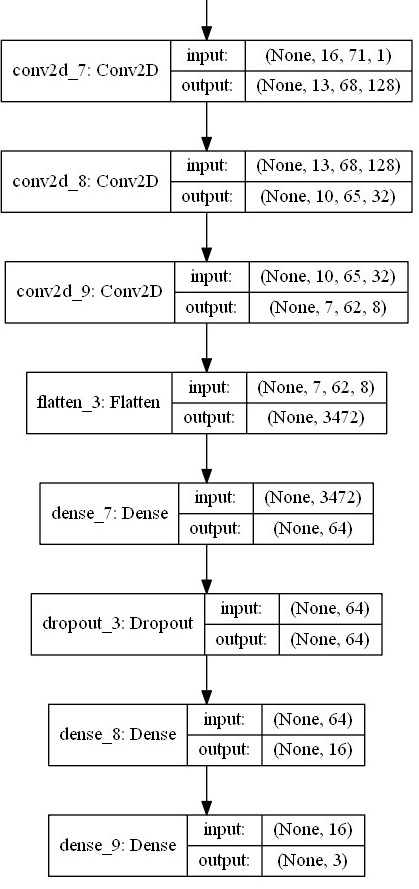 conv2d_7: Conv2D
input: (None, 16, 71, 1)
output: (None, 13, 68, 128)
conv2d_8: Conv2D
input: (None, 13, 68, 128)
output: (None, 10, 65, 32)
conv2d_9: Conv2D
input: (None, 10, 65, 32)
output: (None, 7, 62, 8)
flatten_3: Flatten
input: (None, 7, 62, 8)
output: (None, 3472)
dense_7: Dense
input: (None, 3472)
output: (None, 64)
dropout_3: Dropout
input: (None, 64)
output: (None, 64)
dense_8: Dense
input: (None, 64)
output: (None, 16)
dense_9: Dense
input: (None, 16)
output: (None, 3)